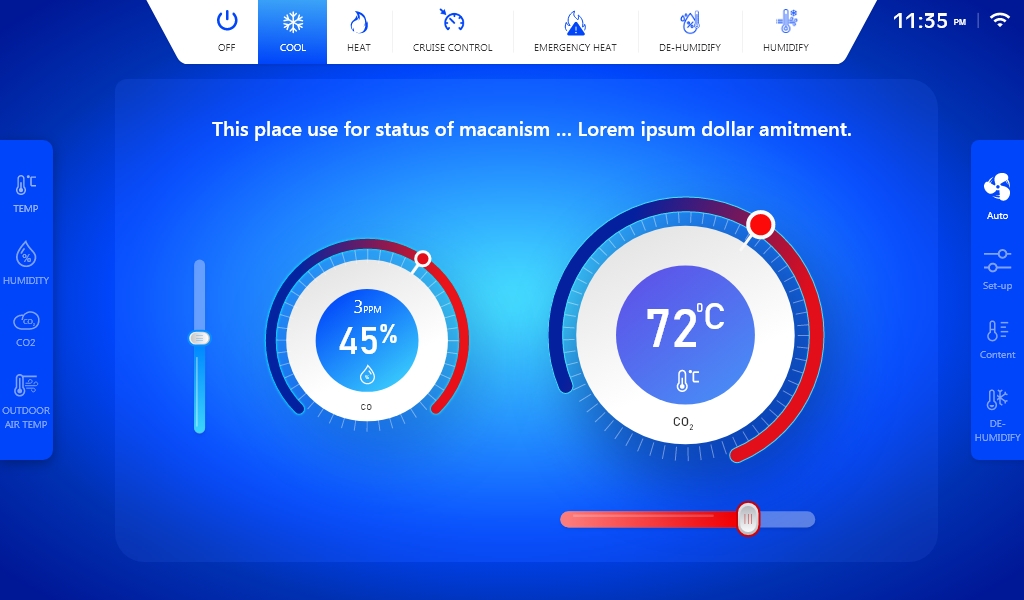 11:35 PM
OFF
COOL
HEAT
CRUISE CONTROL
EMERGENCY HEAT
DE-HUMIDIFY
HUMIDIFY
This place use for status of macanism ... Lorem ipsum dollar amitment.
°C
TEMP
%
HUMIDITY
CO2
CO2
OUTDOOR
AIR TEMP
3PPM
45%
%
CO
72°C
°C
CO2
Auto
Set-up
Content
DE-
HUMIDIFY